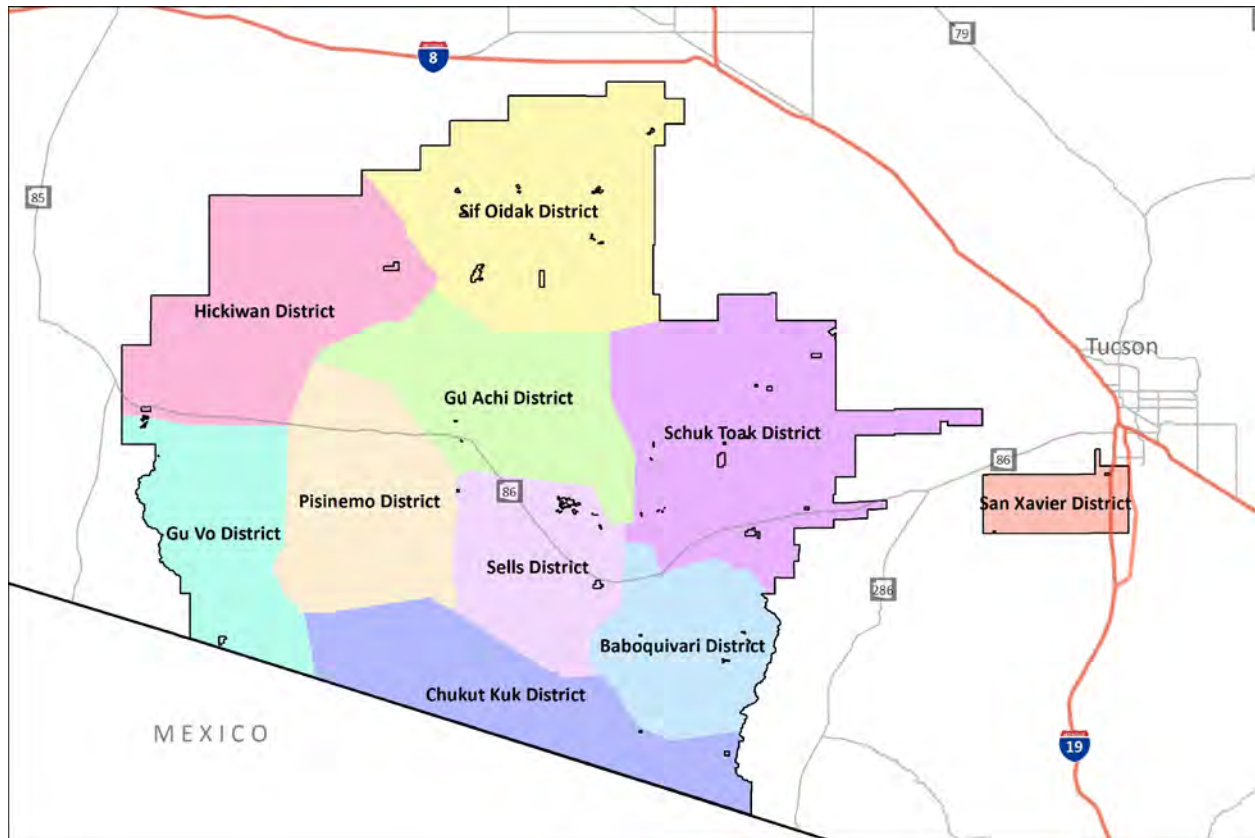 8
79
85
Sif Oidak District
Hickiwan District
Tucson
Gu Achi District
Schuk Toak District
86
86
Pisinemo District
San Xavier District
Gu Vo District
Sells District
286
Baboquivari District
Chukut Kuk District
MEXICO
19